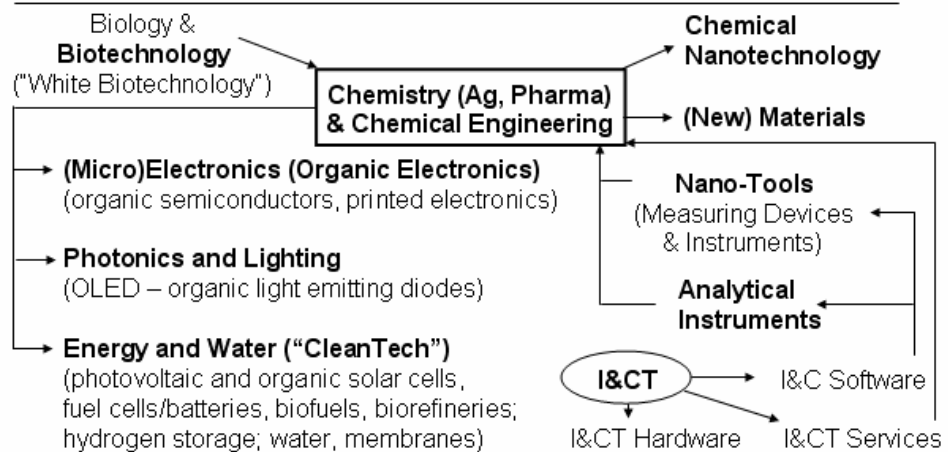 Biology &
Biotechnology
("White Biotechnology")
Chemistry (Ag, Pharma)
& Chemical Engineering
Chemical
Nanotechnology
(New) Materials
(Micro)Electronics (Organic Electronics)
(organic semiconductors, printed electronics)
Photonics and Lighting
(OLED – organic light emitting diodes)
Energy and Water (“CleanTech”)
(photovoltaic and organic solar cells,
fuel cells/batteries, biofuels, biorefineries;
hydrogen storage; water, membranes)
Nano-Tools
(Measuring Devices
& Instruments)
Analytical
Instruments
I&CT
I&C Software
I&CT Hardware
I&CT Services